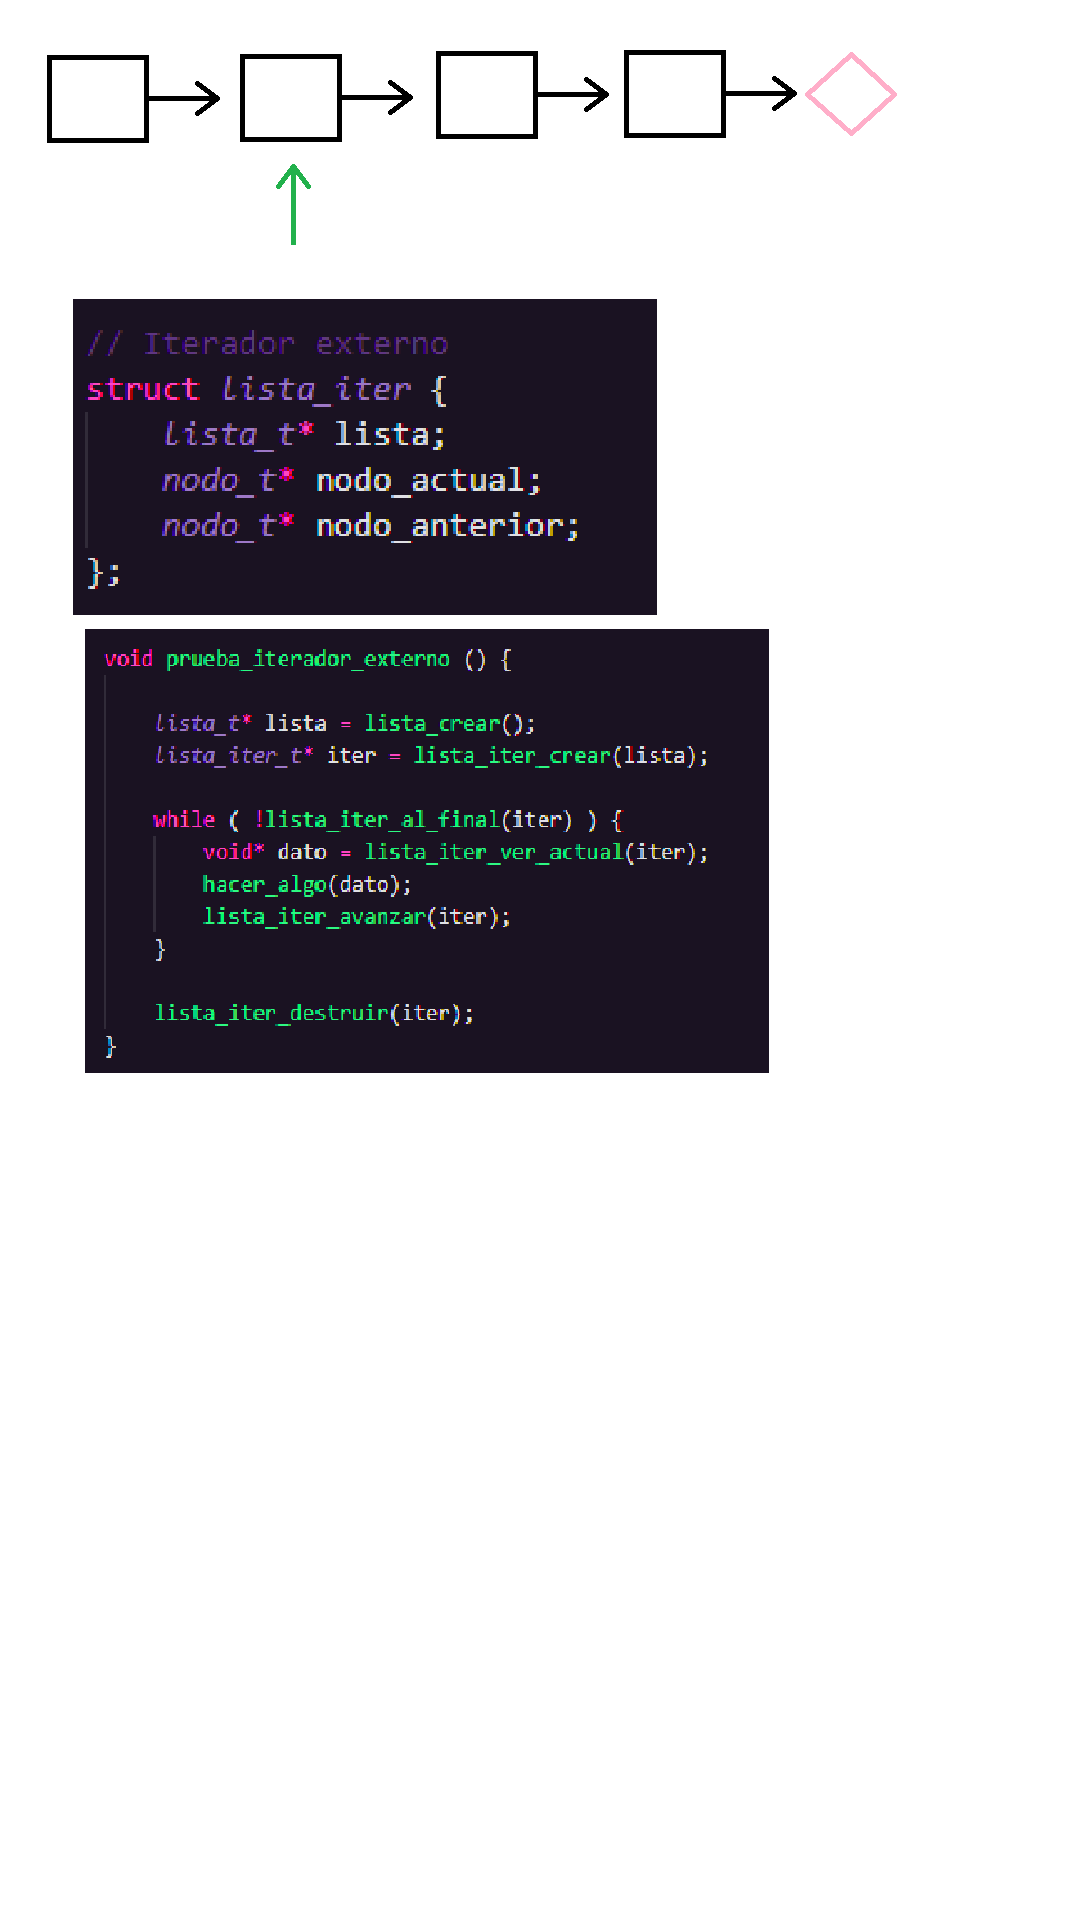 // Iterador externo
struct lista_iter {
    lista_t* lista;
    nodo_t* nodo_actual;
    nodo_t* nodo_anterior;
};
void prueba_iterador_externo () {
    lista_t* lista = lista_crear();
    lista_iter_t* iter = lista_iter_crear(lista);
    while ( !lista_iter_al_final(iter) ) {
        void* dato = lista_iter_ver_actual(iter);
        hacer_algo(dato);
        lista_iter_avanzar(iter);
    }
    lista_iter_destruir(iter);
}